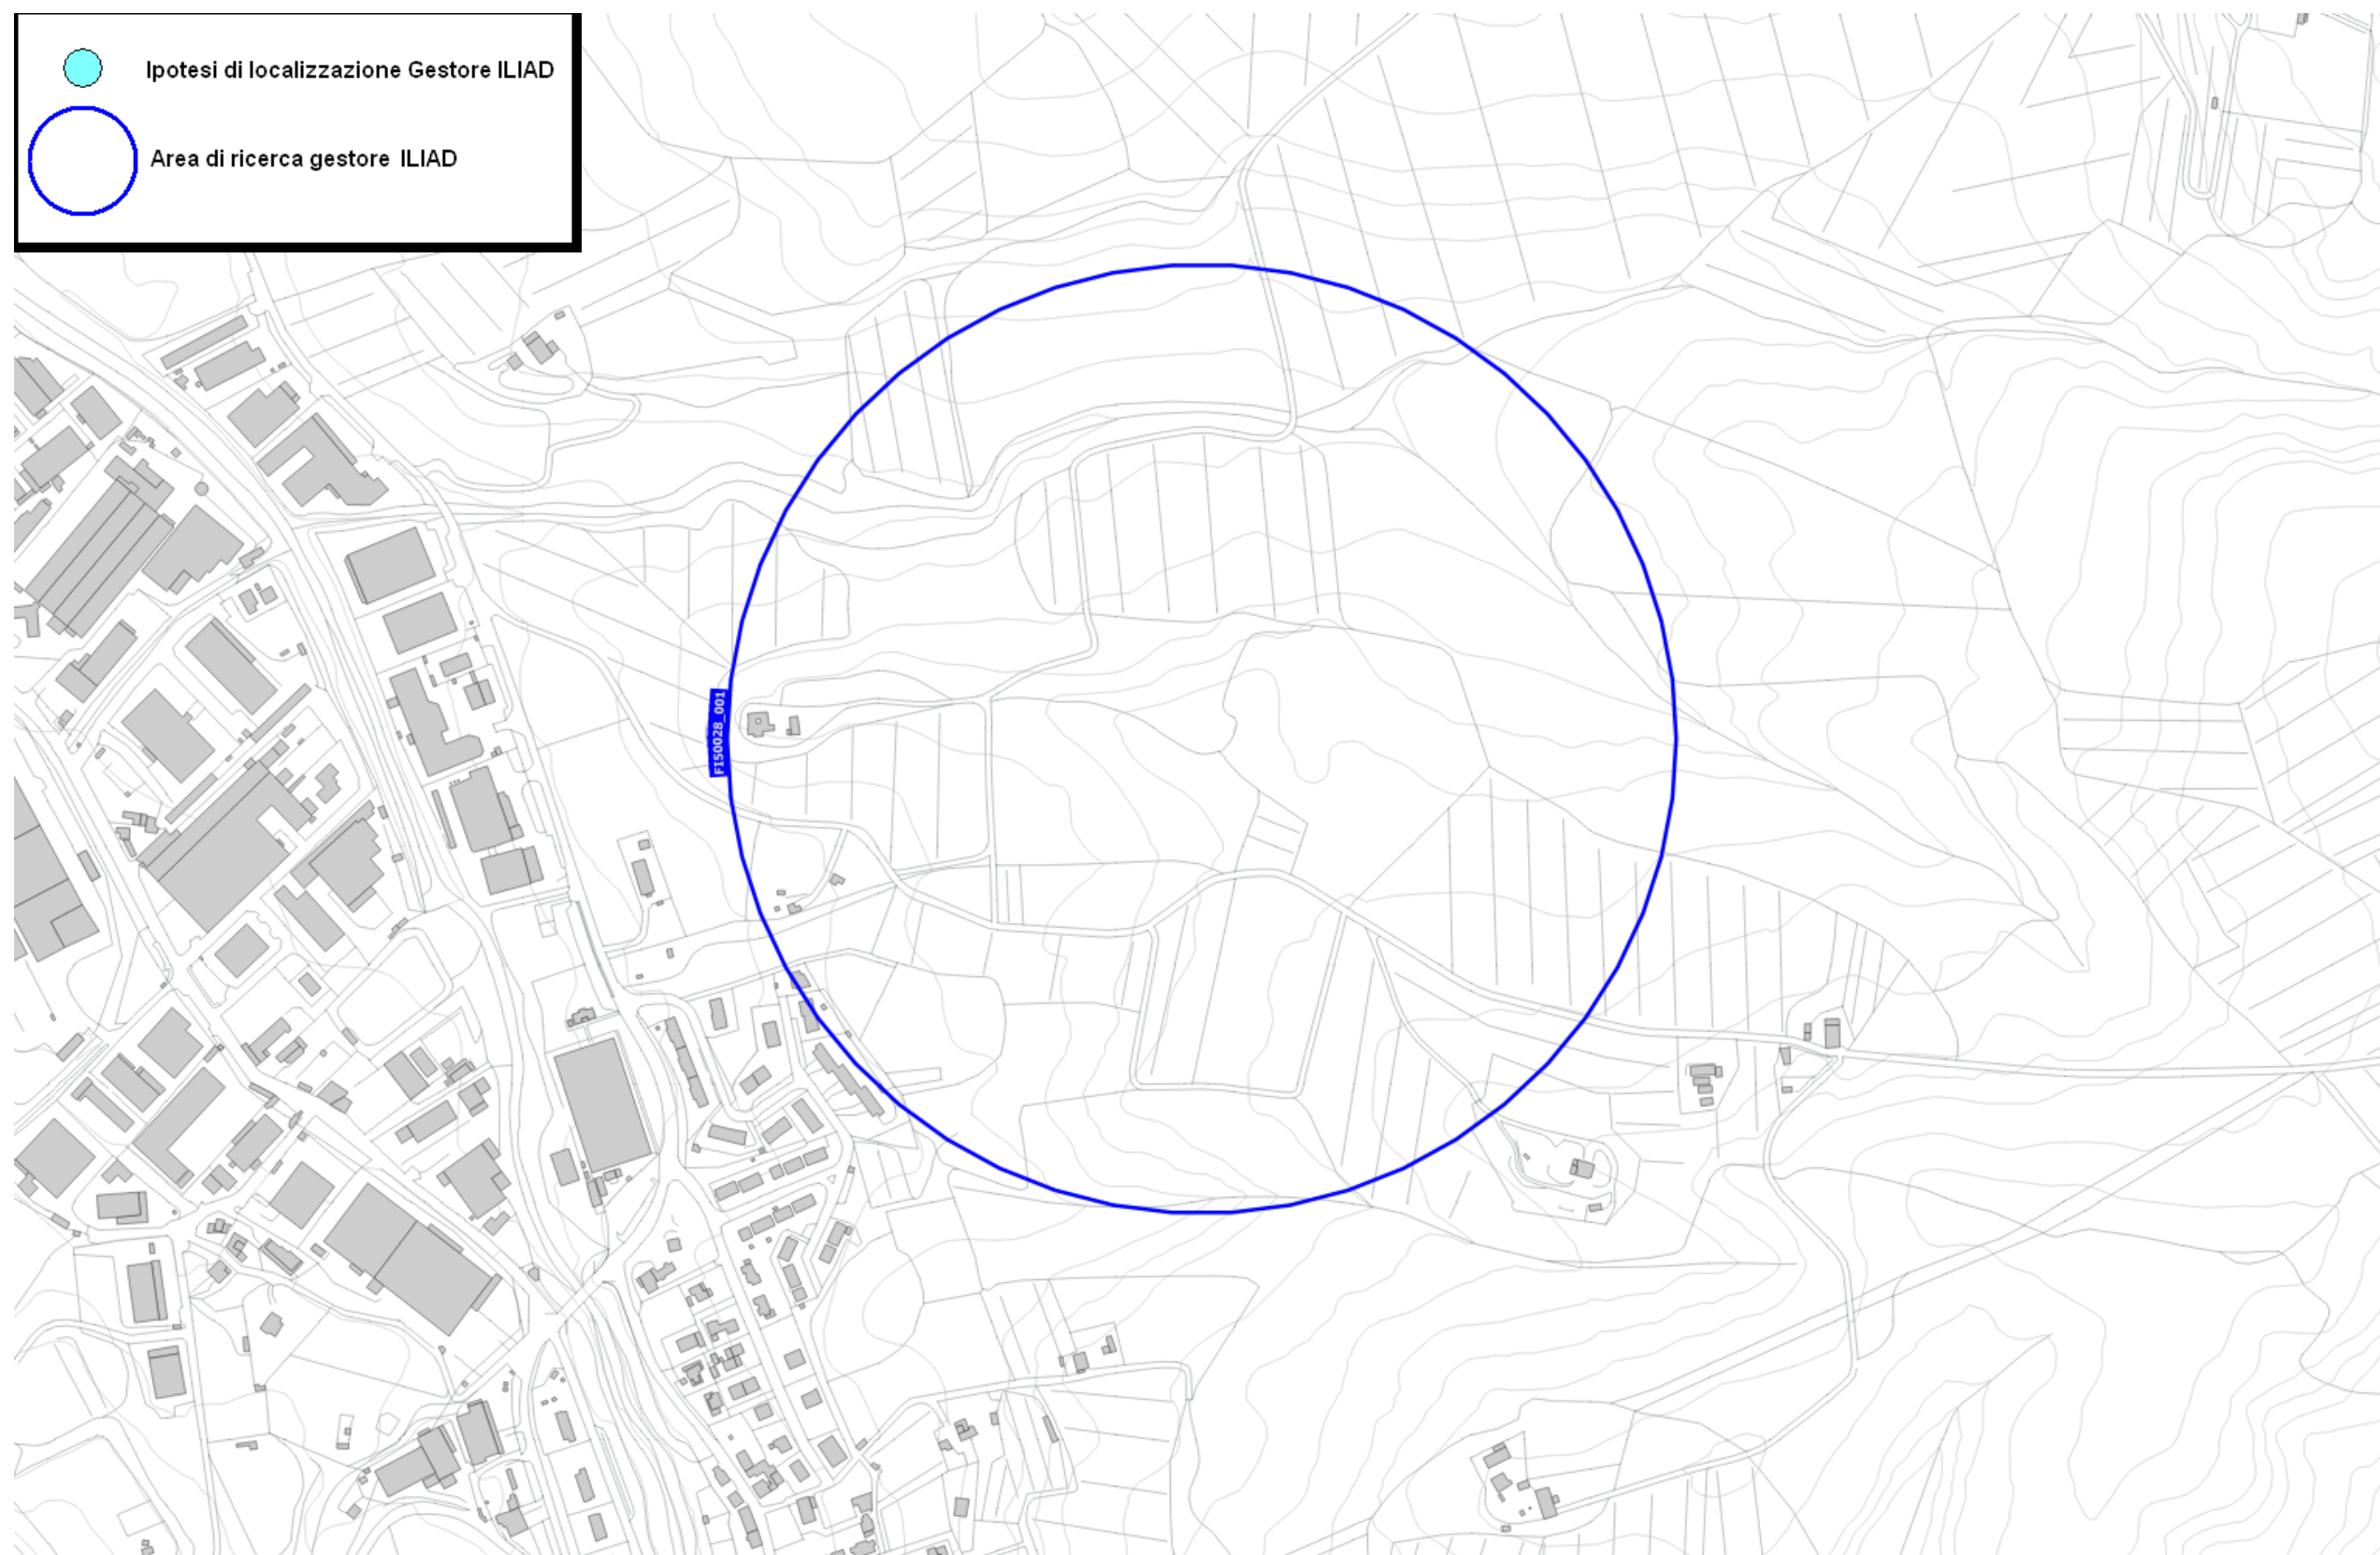 Ipotesi di localizzazione Gestore ILIAD
Area di ricerca gestore ILIAD
FI50028_001